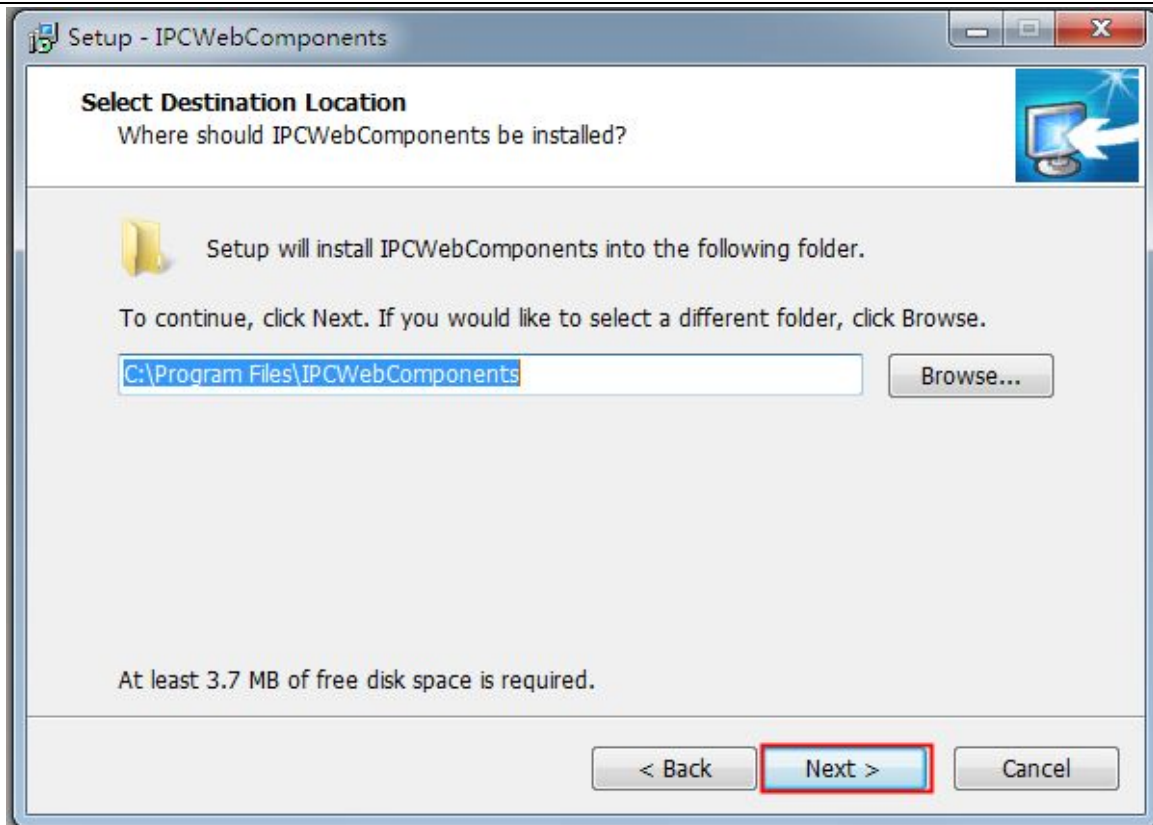 Setup - IPCWebComponents
Select Destination Location
Where should IPCWebComponents be installed?
Setup will install IPCWebComponents into the following folder.
To continue, click Next. If you would like to select a different folder, click Browse.
C:\Program Files\IPCWebComponents
Browse...
At least 3.7 MB of free disk space is required.
< Back
Next >
Cancel